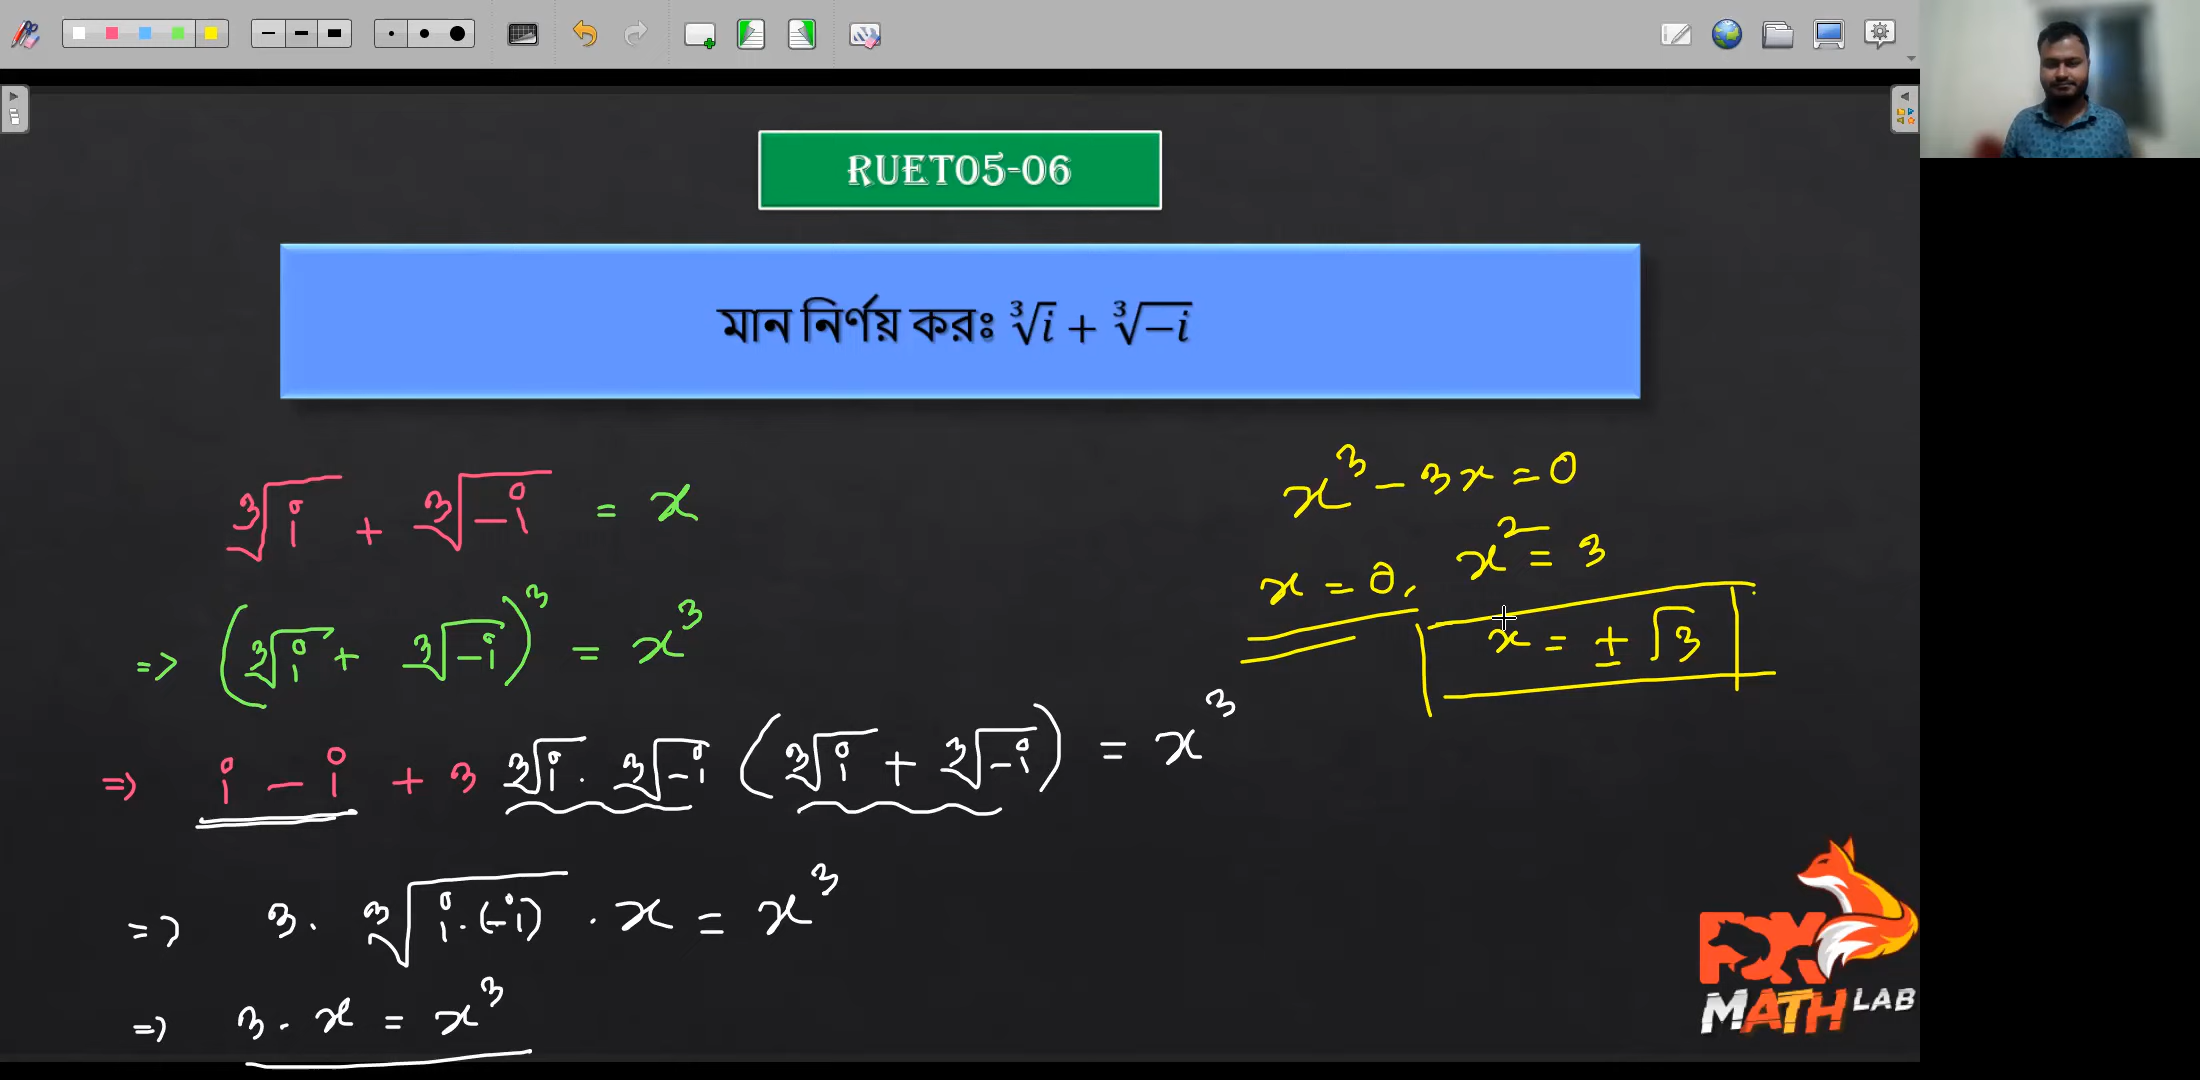 RUET05-06
মান নির্ণয় করঃ ∛i + ∛−i
∛i + ∛−i = x
=> (∛i + ∛−i)³ = x³
=> i − i + 3 ∛i · ∛−i (∛i + ∛−i) = x³
=> 3 · ∛i·(−i) · x = x³
=> 3 · x = x³
x³ − 3x = 0
x = 0, x² = 3
x = ± √3
FOX
MATH LAB